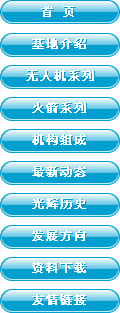 首 页
基地介绍
无人机系列
火箭系列
机构组成
最新动态
光辉历史
发展方向
资料下载
友情链接